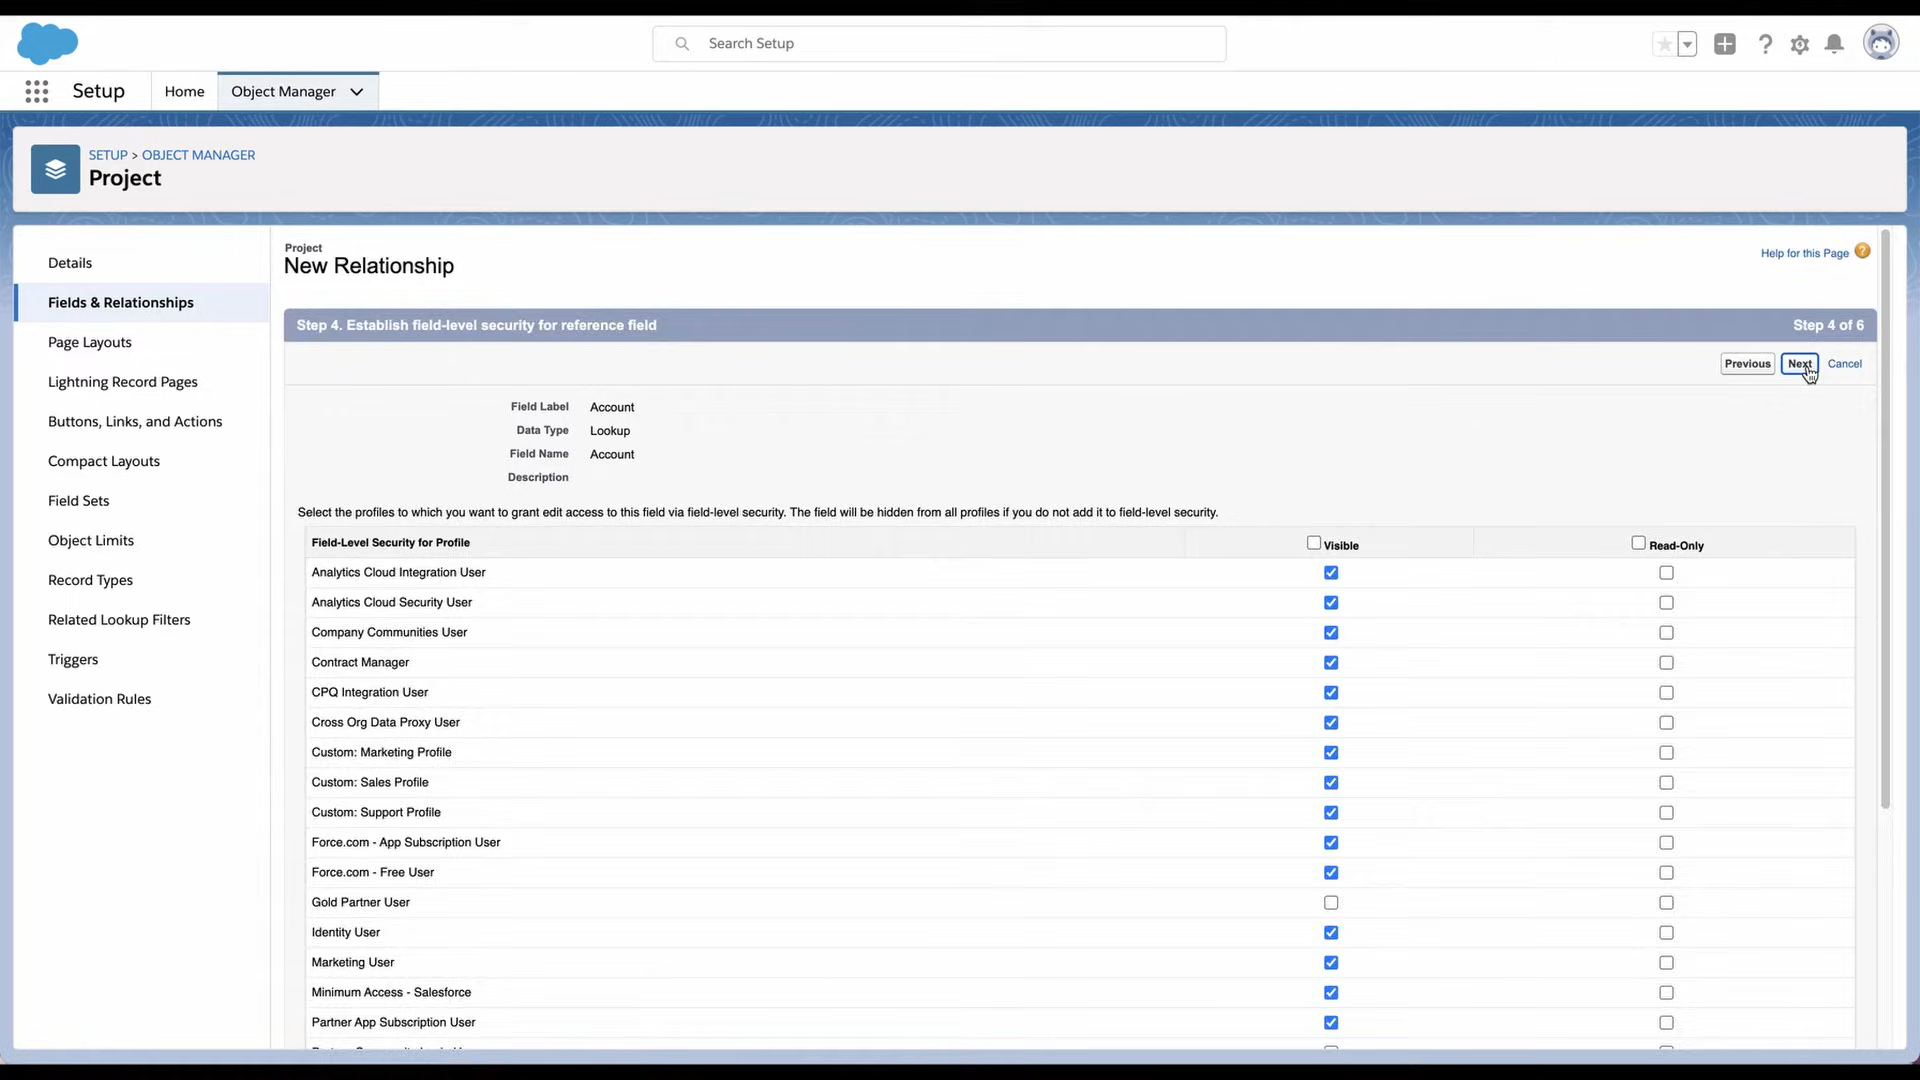 Search Setup
Setup
Home
Object Manager
SETUP > OBJECT MANAGER
Project
Details
Fields & Relationships
Page Layouts
Lightning Record Pages
Buttons, Links, and Actions
Compact Layouts
Field Sets
Object Limits
Record Types
Related Lookup Filters
Triggers
Validation Rules
Project
New Relationship
Help for this Page ?
Step 4. Establish field-level security for reference field Step 4 of 6
Previous Next Cancel
Field Label Account
Data Type Lookup
Field Name Account
Description
Select the profiles to which you want to grant edit access to this field via field-level security. The field will be hidden from all profiles if you do not add it to field-level security.
Field-Level Security for Profile Visible Read-Only
Analytics Cloud Integration User
Analytics Cloud Security User
Company Communities User
Contract Manager
CPQ Integration User
Cross Org Data Proxy User
Custom: Marketing Profile
Custom: Sales Profile
Custom: Support Profile
Force.com - App Subscription User
Force.com - Free User
Gold Partner User
Identity User
Marketing User
Minimum Access - Salesforce
Partner App Subscription User